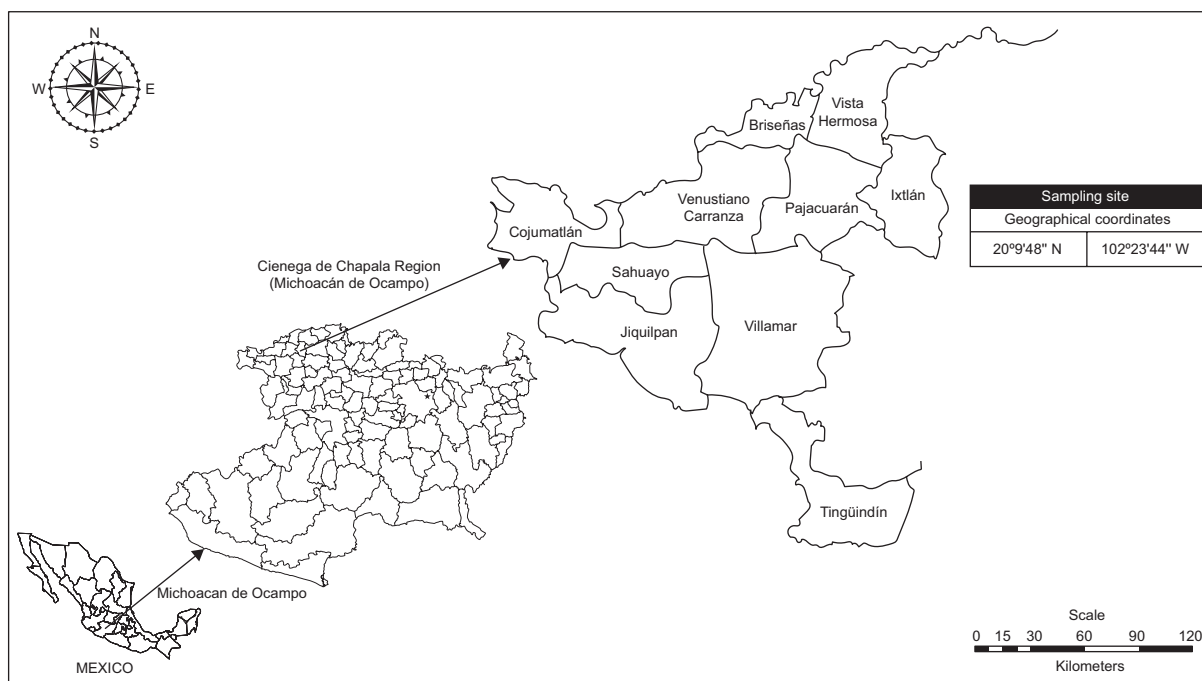 N
W
E
S
Vista
Hermosa
Briseñas
Ixtlán
Venustiano
Carranza
Pajacuarán
Cojumatlán
Sampling site
Geographical coordinates
20º9'48" N
102º23'44" W
Cienega de Chapala Region
(Michoacán de Ocampo)
Sahuayo
Jiquilpan
Villamar
Tingüindín
Michoacan de Ocampo
MEXICO
Scale
0 15 30 60 90 120
Kilometers